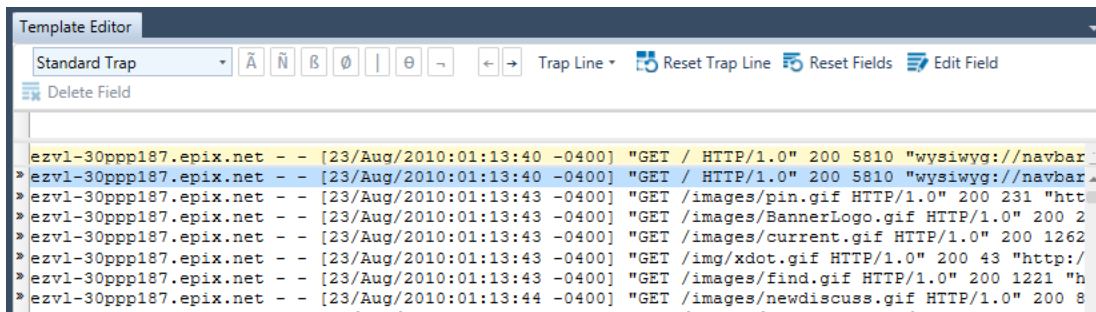 Template Editor
Standard Trap Ã Ñ ß Ø | θ ¬ ← → Trap Line Reset Trap Line Reset Fields Edit Field
Delete Field
ezvl-30ppp187.epix.net - - [23/Aug/2010:01:13:40 -0400] "GET / HTTP/1.0" 200 5810 "wysiwyg://navbar
» ezvl-30ppp187.epix.net - - [23/Aug/2010:01:13:40 -0400] "GET / HTTP/1.0" 200 5810 "wysiwyg://navbar
» ezvl-30ppp187.epix.net - - [23/Aug/2010:01:13:43 -0400] "GET /images/pin.gif HTTP/1.0" 200 231 "htt
» ezvl-30ppp187.epix.net - - [23/Aug/2010:01:13:43 -0400] "GET /images/BannerLogo.gif HTTP/1.0" 200 2
» ezvl-30ppp187.epix.net - - [23/Aug/2010:01:13:43 -0400] "GET /images/current.gif HTTP/1.0" 200 1262
» ezvl-30ppp187.epix.net - - [23/Aug/2010:01:13:43 -0400] "GET /img/xdot.gif HTTP/1.0" 200 43 "http:/
» ezvl-30ppp187.epix.net - - [23/Aug/2010:01:13:43 -0400] "GET /images/find.gif HTTP/1.0" 200 1221 "h
» ezvl-30ppp187.epix.net - - [23/Aug/2010:01:13:44 -0400] "GET /images/newdiscuss.gif HTTP/1.0" 200 8